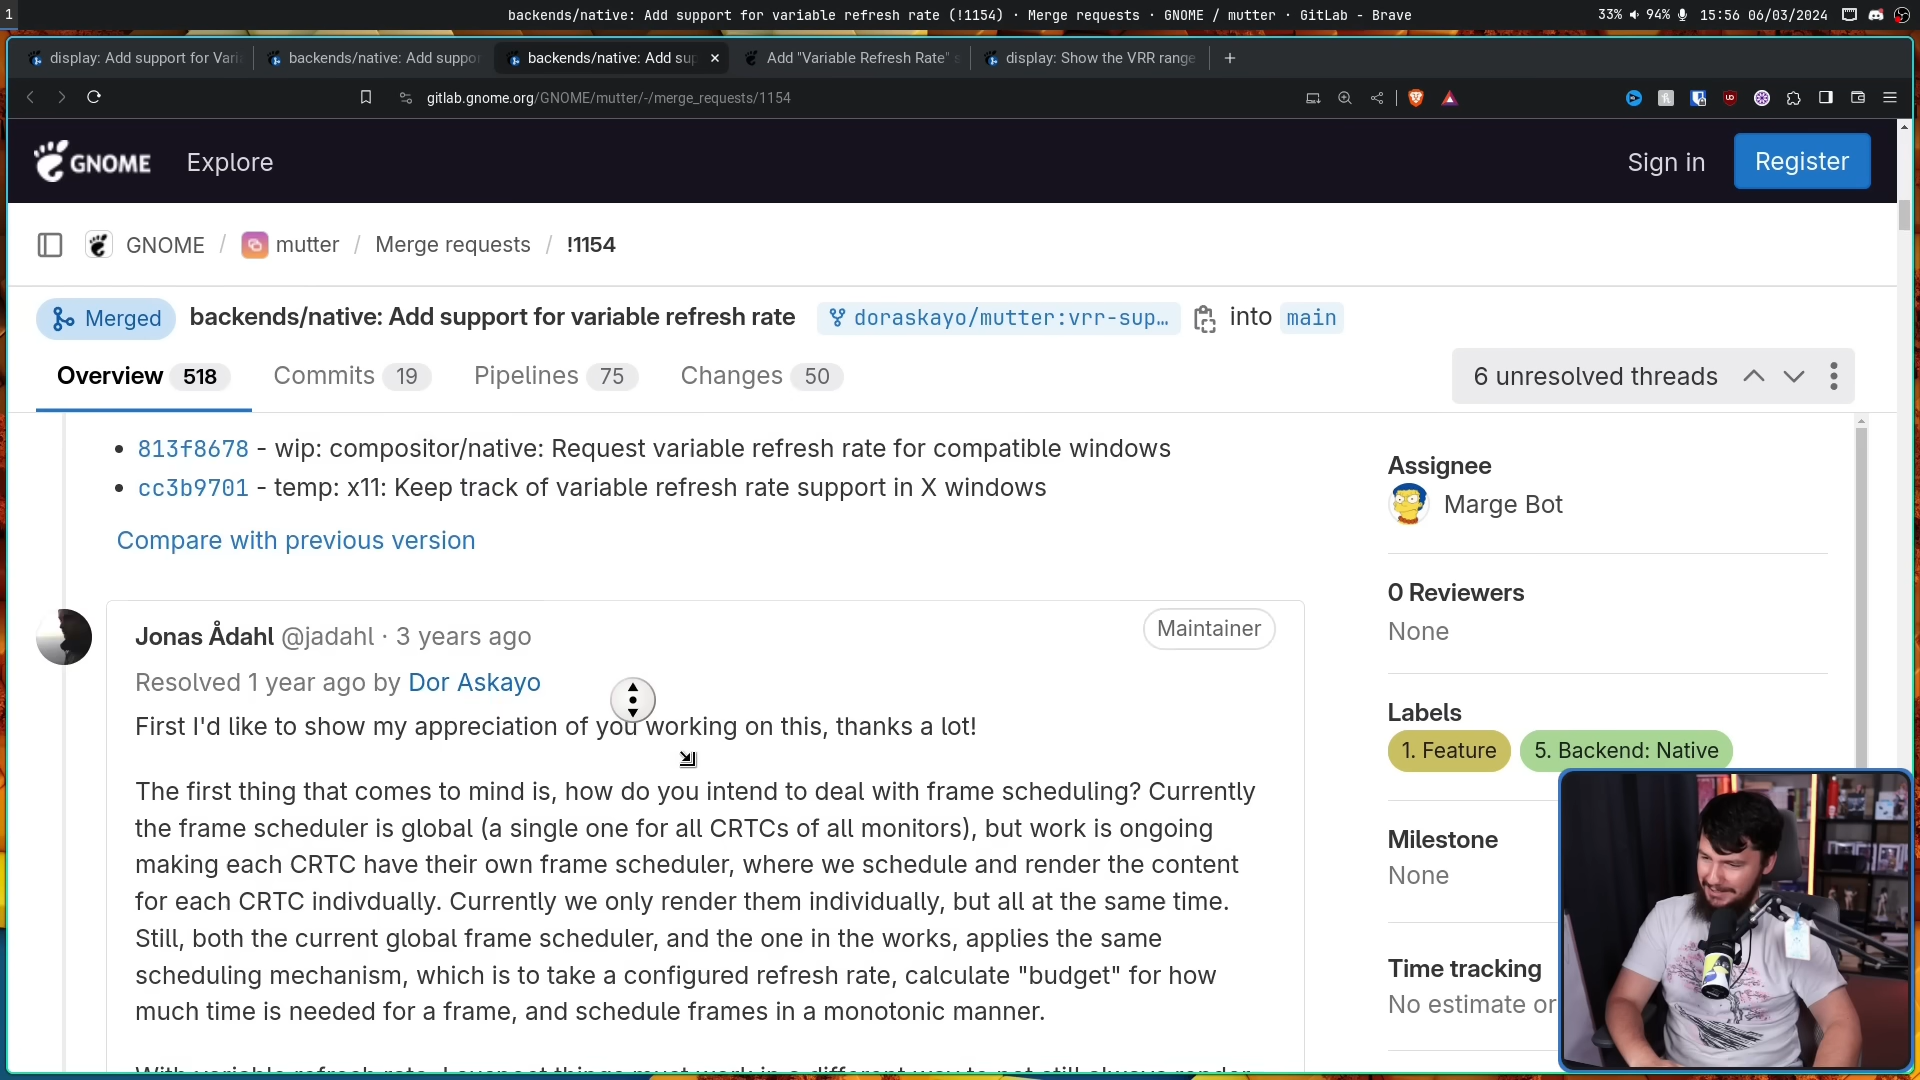 1
backends/native: Add support for variable refresh rate (!1154) · Merge requests · GNOME / mutter · GitLab - Brave
33% 94% 15:56 06/03/2024
display: Add support for Vari
backends/native: Add suppo
backends/native: Add sup
Add "Variable Refresh Rate" s
display: Show the VRR range
gitlab.gnome.org/GNOME/mutter/-/merge_requests/1154
GNOME
Explore
Sign in
Register
GNOME / mutter / Merge requests / !1154
Merged backends/native: Add support for variable refresh rate doraskayo/mutter:vrr-sup… into main
Overview 518 Commits 19 Pipelines 75 Changes 50
6 unresolved threads
• 813f8678 - wip: compositor/native: Request variable refresh rate for compatible windows
• cc3b9701 - temp: x11: Keep track of variable refresh rate support in X windows
Compare with previous version
Jonas Ådahl @jadahl · 3 years ago
Maintainer
Resolved 1 year ago by Dor Askayo
First I'd like to show my appreciation of you working on this, thanks a lot!
The first thing that comes to mind is, how do you intend to deal with frame scheduling? Currently
the frame scheduler is global (a single one for all CRTCs of all monitors), but work is ongoing
making each CRTC have their own frame scheduler, where we schedule and render the content
for each CRTC indivdually. Currently we only render them individually, but all at the same time.
Still, both the current global frame scheduler, and the one in the works, applies the same
scheduling mechanism, which is to take a configured refresh rate, calculate "budget" for how
much time is needed for a frame, and schedule frames in a monotonic manner.
Assignee
Marge Bot
0 Reviewers
None
Labels
1. Feature
5. Backend: Native
Milestone
None
Time tracking
No estimate or